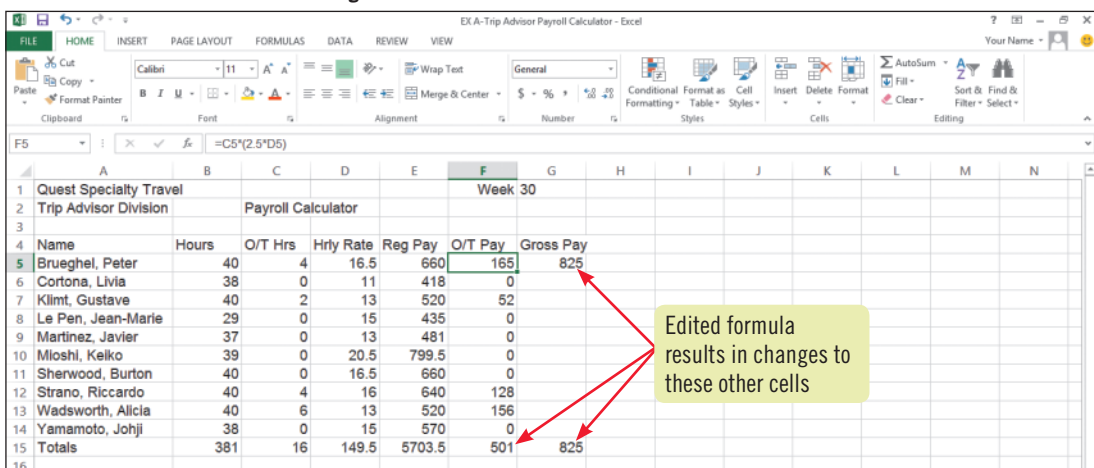 EX A-Trip Advisor Payroll Calculator - Excel
FILE HOME INSERT PAGE LAYOUT FORMULAS DATA REVIEW VIEW Your Name
Paste
Cut
Copy
Format Painter
Clipboard
Calibri 11 A A
B I U A
Font
Wrap Text
Merge & Center
Alignment
General
$ % ,
Number
Conditional Formatting
Format as Table
Cell Styles
Styles
Insert Delete Format
Cells
AutoSum
Fill
Clear
Sort & Filter
Find & Select
Editing
F5 fx =C5*(2.5*D5)
A B C D E F G H I J K L M N
1 Quest Specialty Travel Week 30
2 Trip Advisor Division Payroll Calculator
3
4 Name Hours O/T Hrs Hrly Rate Reg Pay O/T Pay Gross Pay
5 Brueghel, Peter 40 4 16.5 660 165 825
6 Cortona, Livia 38 0 11 418 0
7 Klimt, Gustave 40 2 13 520 52
8 Le Pen, Jean-Marie 29 0 15 435 0
9 Martinez, Javier 37 0 13 481 0
10 Mioshi, Keiko 39 0 20.5 799.5 0
11 Sherwood, Burton 40 0 16.5 660 0
12 Strano, Riccardo 40 4 16 640 128
13 Wadsworth, Alicia 40 6 13 520 156
14 Yamamoto, Johji 38 0 15 570 0
15 Totals 381 16 149.5 5703.5 501 825
16
Edited formula
results in changes to
these other cells